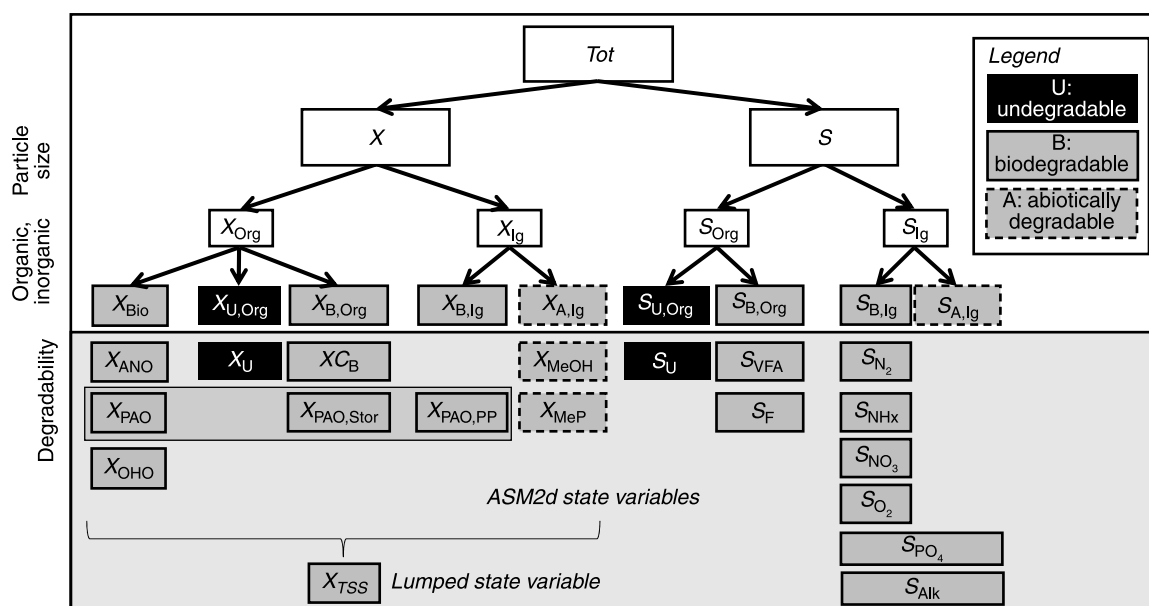 Tot
Legend
U:
undegradable
B:
biodegradable
A: abiotically
degradable
Particle
size
X
S
Organic,
inorganic
X_Org
X_Ig
S_Org
S_Ig
X_Bio
X_U,Org
X_B,Org
X_B,Ig
X_A,Ig
S_U,Org
S_B,Org
S_B,Ig
S_A,Ig
Degradability
X_ANO
X_U
XC_B
X_MeOH
S_U
S_VFA
S_N₂
X_PAO
X_PAO,Stor
X_PAO,PP
X_MeP
S_F
S_NHx
X_OHO
S_NO₃
ASM2d state variables
S_O₂
S_PO₄
X_TSS
Lumped state variable
S_Alk